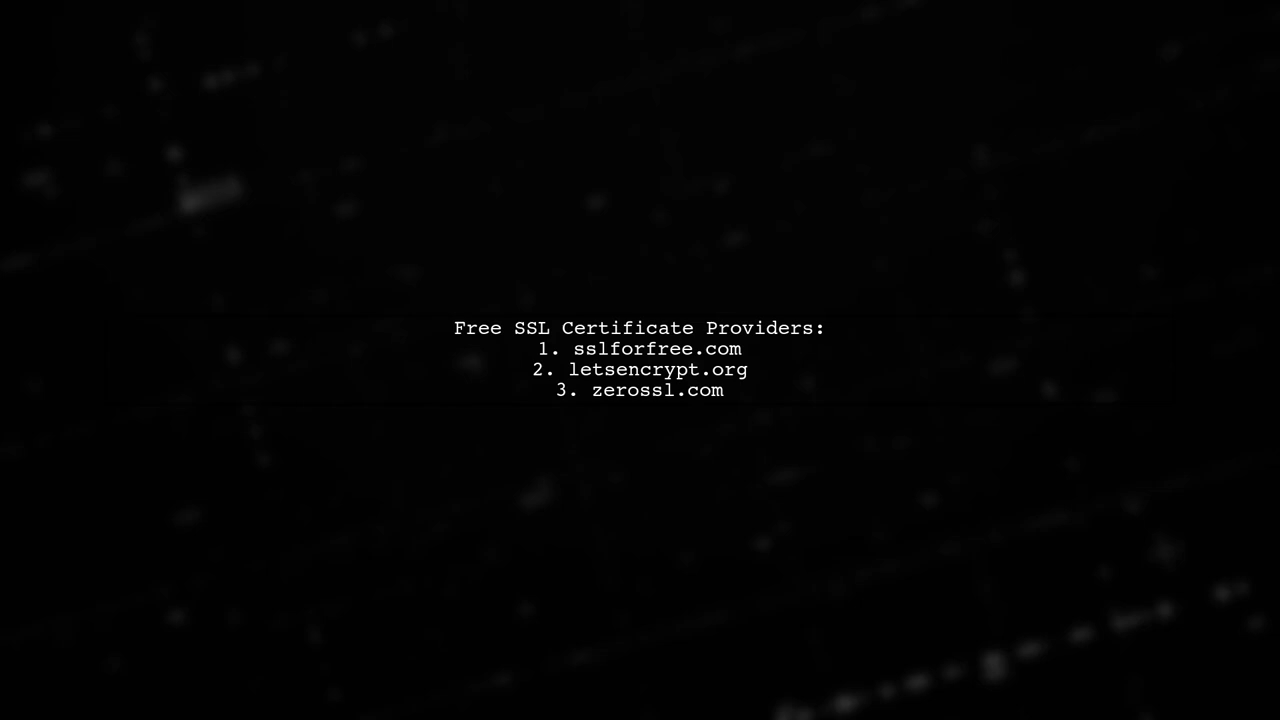 Free SSL Certificate Providers:
1. sslforfree.com
2. letsencrypt.org
3. zerossl.com